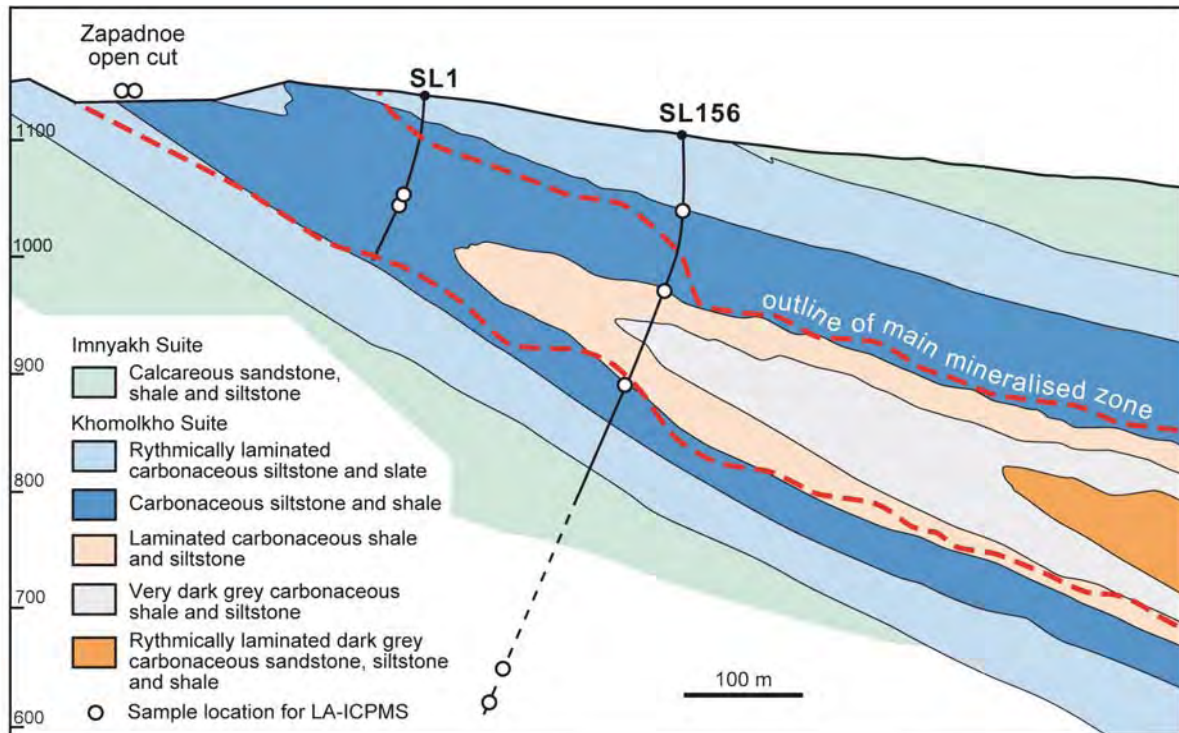 Zapadnoe
open cut
SL1
SL156
1100
1000
900
800
700
600
outline of main mineralised zone
Imnyakh Suite
Calcareous sandstone,
shale and siltstone
Khomolkho Suite
Rythmically laminated
carbonaceous siltstone and slate
Carbonaceous siltstone and shale
Laminated carbonaceous shale
and siltstone
Very dark grey carbonaceous
shale and siltstone
Rythmically laminated dark grey
carbonaceous sandstone, siltstone
and shale
Sample location for LA-ICPMS
100 m